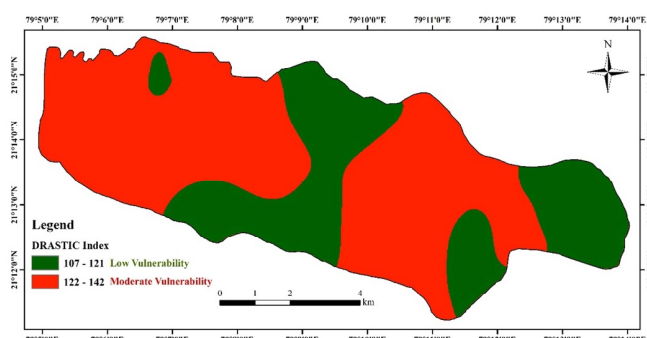 79°5'0"E 79°6'0"E 79°7'0"E 79°8'0"E 79°9'0"E 79°10'0"E 79°11'0"E 79°12'0"E 79°13'0"E 79°14'0"E
N
21°15'0"N
21°14'0"N
21°13'0"N
21°12'0"N
Legend
DRASTIC Index
107 - 121 Low Vulnerability
122 - 142 Moderate Vulnerability
0 1 2 4
km